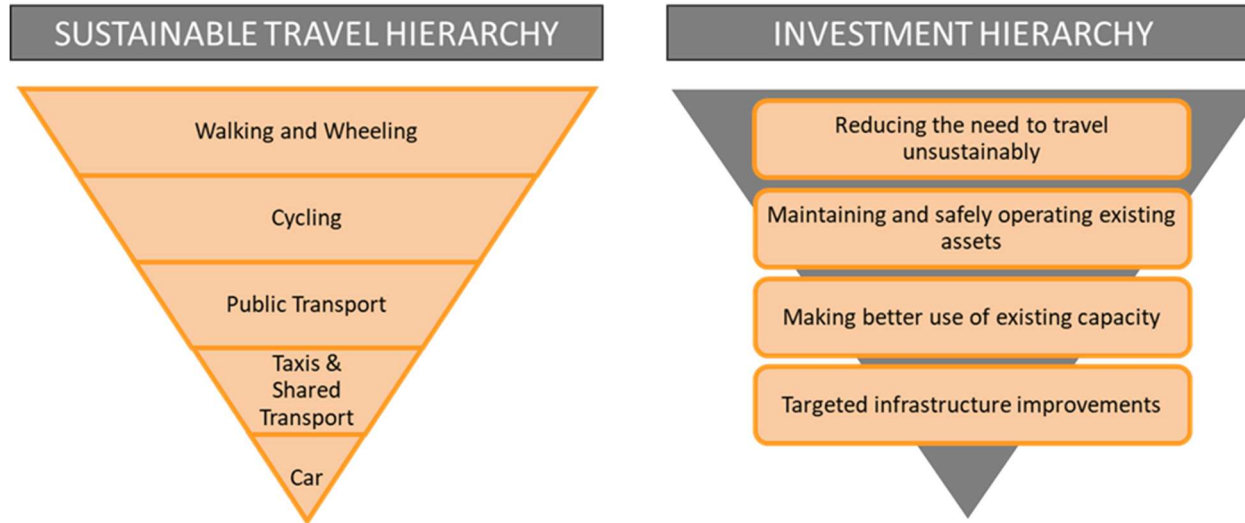 SUSTAINABLE TRAVEL HIERARCHY
Walking and Wheeling
Cycling
Public Transport
Taxis &
Shared
Transport
Car
INVESTMENT HIERARCHY
Reducing the need to travel
unsustainably
Maintaining and safely operating existing
assets
Making better use of existing capacity
Targeted infrastructure improvements